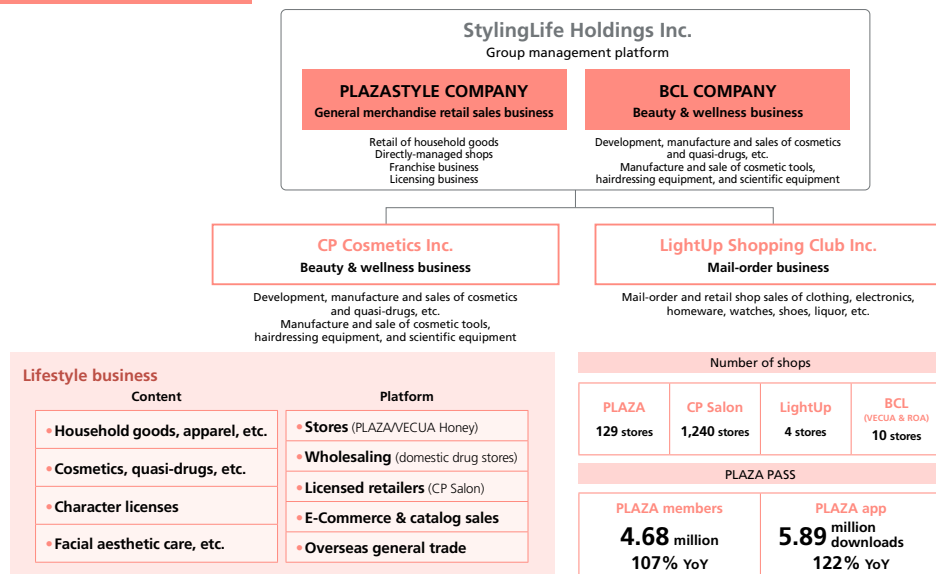 StylingLife Holdings Inc.
Group management platform
PLAZASTYLE COMPANY
General merchandise retail sales business
Retail of household goods
Directly-managed shops
Franchise business
Licensing business
BCL COMPANY
Beauty & wellness business
Development, manufacture and sales of cosmetics
and quasi-drugs, etc.
Manufacture and sale of cosmetic tools,
hairdressing equipment, and scientific equipment
CP Cosmetics Inc.
Beauty & wellness business
Development, manufacture and sales of cosmetics
and quasi-drugs, etc.
Manufacture and sale of cosmetic tools,
hairdressing equipment, and scientific equipment
LightUp Shopping Club Inc.
Mail-order business
Mail-order and retail shop sales of clothing, electronics,
homeware, watches, shoes, liquor, etc.
Lifestyle business
Content
• Household goods, apparel, etc.
• Cosmetics, quasi-drugs, etc.
• Character licenses
• Facial aesthetic care, etc.
Platform
• Stores (PLAZA/VECUA Honey)
• Wholesaling (domestic drug stores)
• Licensed retailers (CP Salon)
• E-Commerce & catalog sales
• Overseas general trade
Number of shops
PLAZA
129 stores
CP Salon
1,240 stores
LightUp
4 stores
BCL
(VECUA & ROA)
10 stores
PLAZA PASS
PLAZA members
4.68 million
107% YoY
PLAZA app
5.89 million
downloads
122% YoY